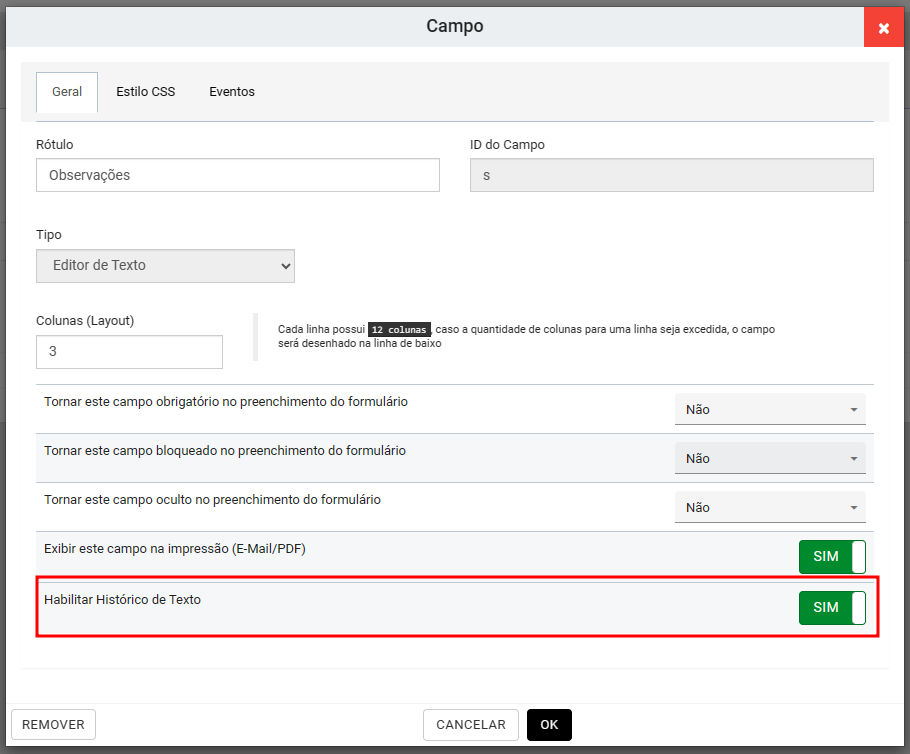 Campo
Geral
Estilo CSS
Eventos
Rótulo
ID do Campo
Observações
s
Tipo
Editor de Texto
Colunas (Layout)
3
Cada linha possui 12 colunas, caso a quantidade de colunas para uma linha seja excedida, o campo
será desenhado na linha de baixo
Tornar este campo obrigatório no preenchimento do formulário
Não
Tornar este campo bloqueado no preenchimento do formulário
Não
Tornar este campo oculto no preenchimento do formulário
Não
Exibir este campo na impressão (E-Mail/PDF)
SIM
Habilitar Histórico de Texto
SIM
REMOVER
CANCELAR
OK